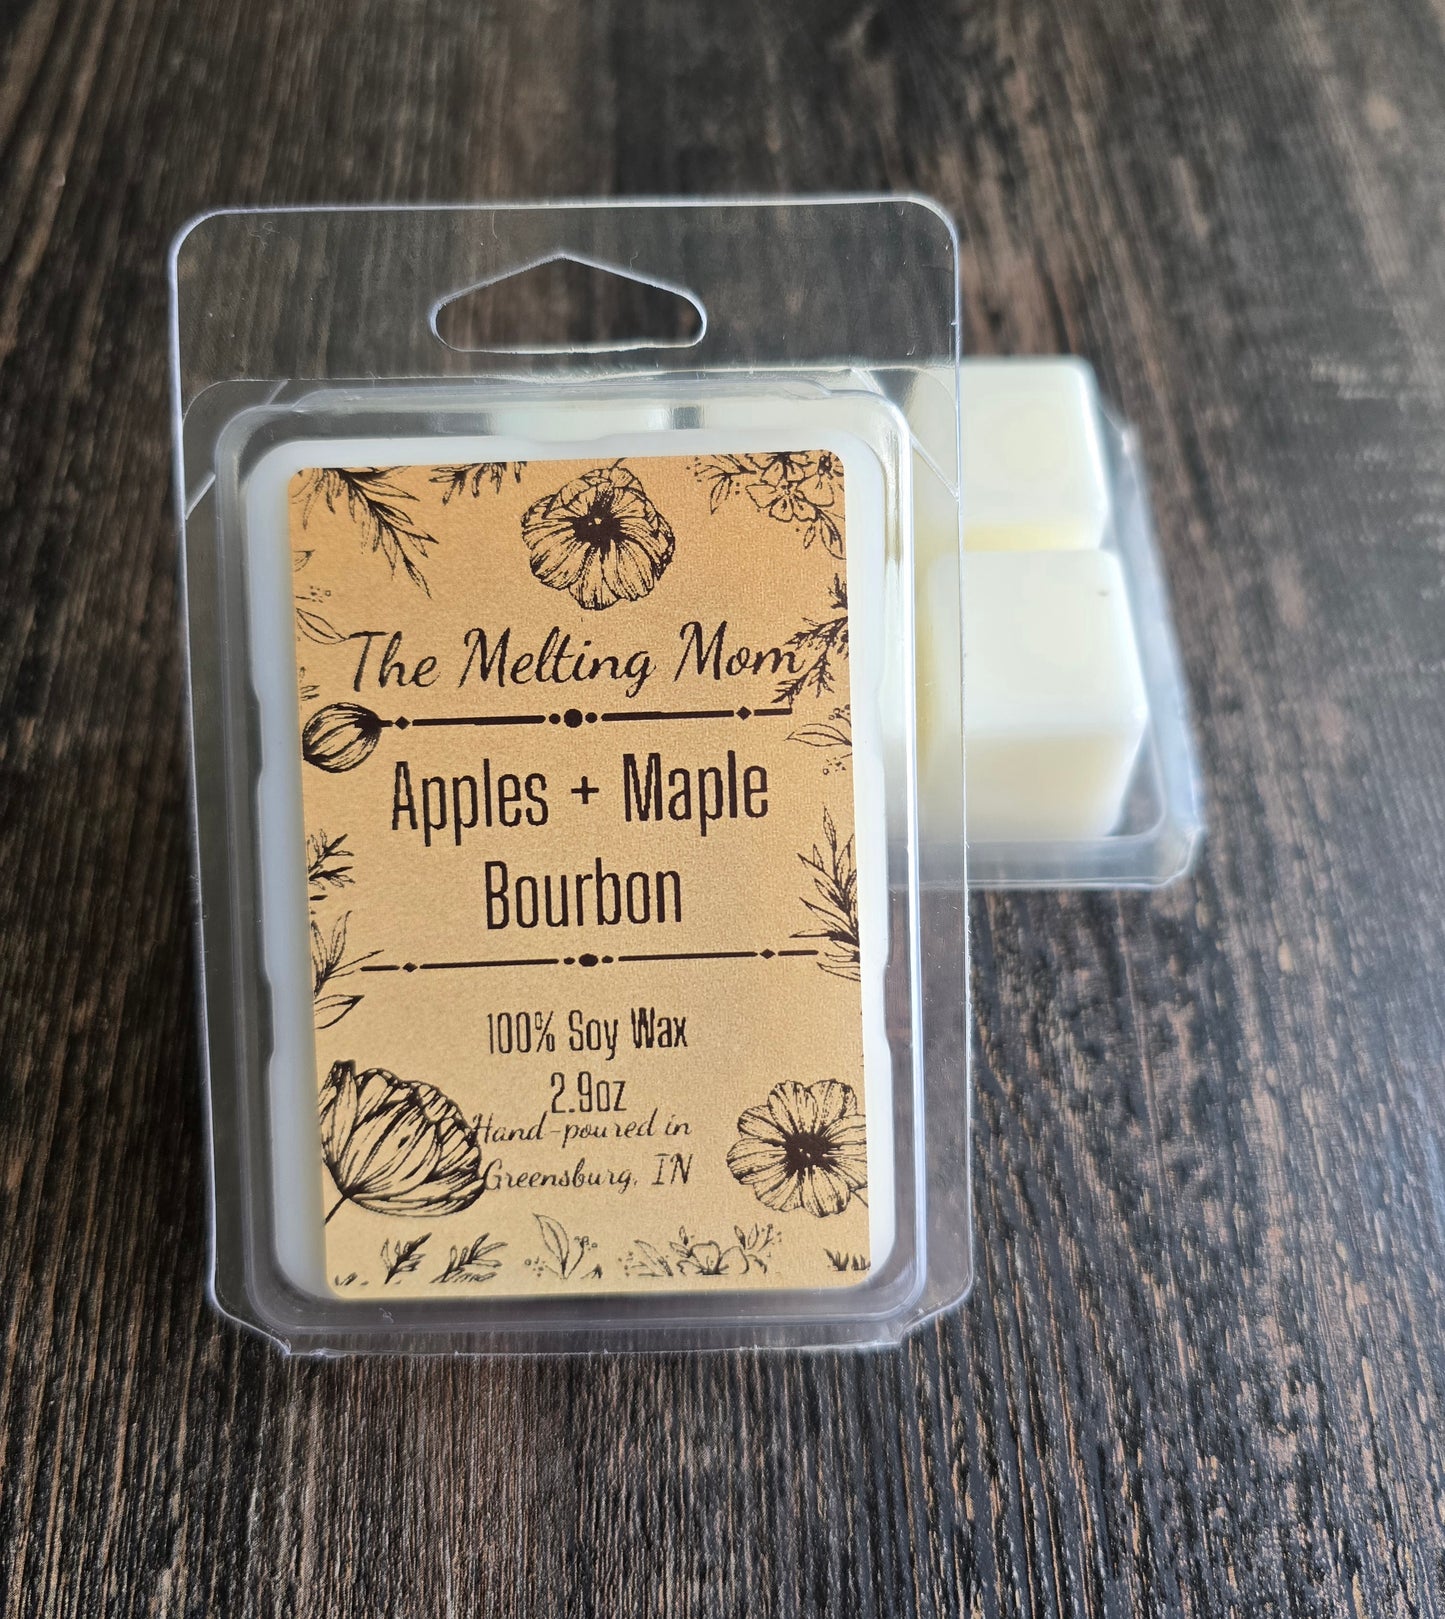 The Melting Mom
Apples + Maple
Bourbon
100% Soy Wax
2.9oz
Hand-poured in
Greensburg, IN